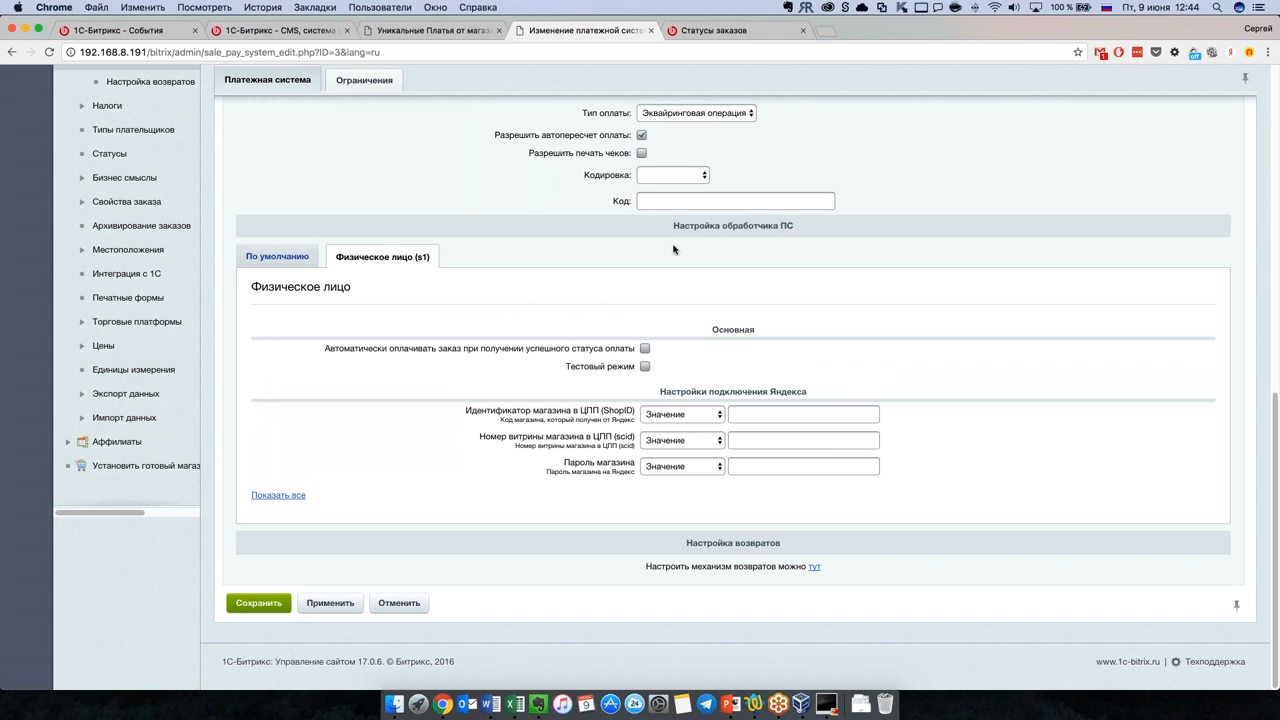 Chrome Файл Изменить Посмотреть История Закладки Пользователи Окно Справка 100 % Пт, 9 июня 12:44
1С-Битрикс - События 1С-Битрикс - CMS, система Уникальные Платья от мага Изменение платежной сист Статусы заказов Сергей
192.168.8.191/bitrix/admin/sale_pay_system_edit.php?ID=3&lang=ru
Настройка возвратов
Налоги
Типы плательщиков
Статусы
Бизнес смыслы
Свойства заказа
Архивирование заказов
Местоположения
Интеграция с 1С
Печатные формы
Торговые платформы
Цены
Единицы измерения
Экспорт данных
Импорт данных
Аффилиаты
Установить готовый магаз
Платежная система Ограничения
Тип оплаты: Эквайринговая операция
Разрешить автопересчет оплаты:
Разрешить печать чеков:
Кодировка:
Код:
Настройка обработчика ПС
По умолчанию Физическое лицо (s1)
Физическое лицо
Основная
Автоматически оплачивать заказ при получении успешного статуса оплаты
Тестовый режим
Настройки подключения Яндекса
Идентификатор магазина в ЦПП (ShopID) Значение
Код магазина, который получен от Яндекс
Номер витрины магазина в ЦПП (scid) Значение
Номер витрины магазина в ЦПП (scid)
Пароль магазина Значение
Пароль магазина на Яндекс
Показать все
Настройка возвратов
Настроить механизм возвратов можно тут
Сохранить Применить Отменить
1С-Битрикс: Управление сайтом 17.0.6. © Битрикс, 2016 www.1c-bitrix.ru | Техподдержка